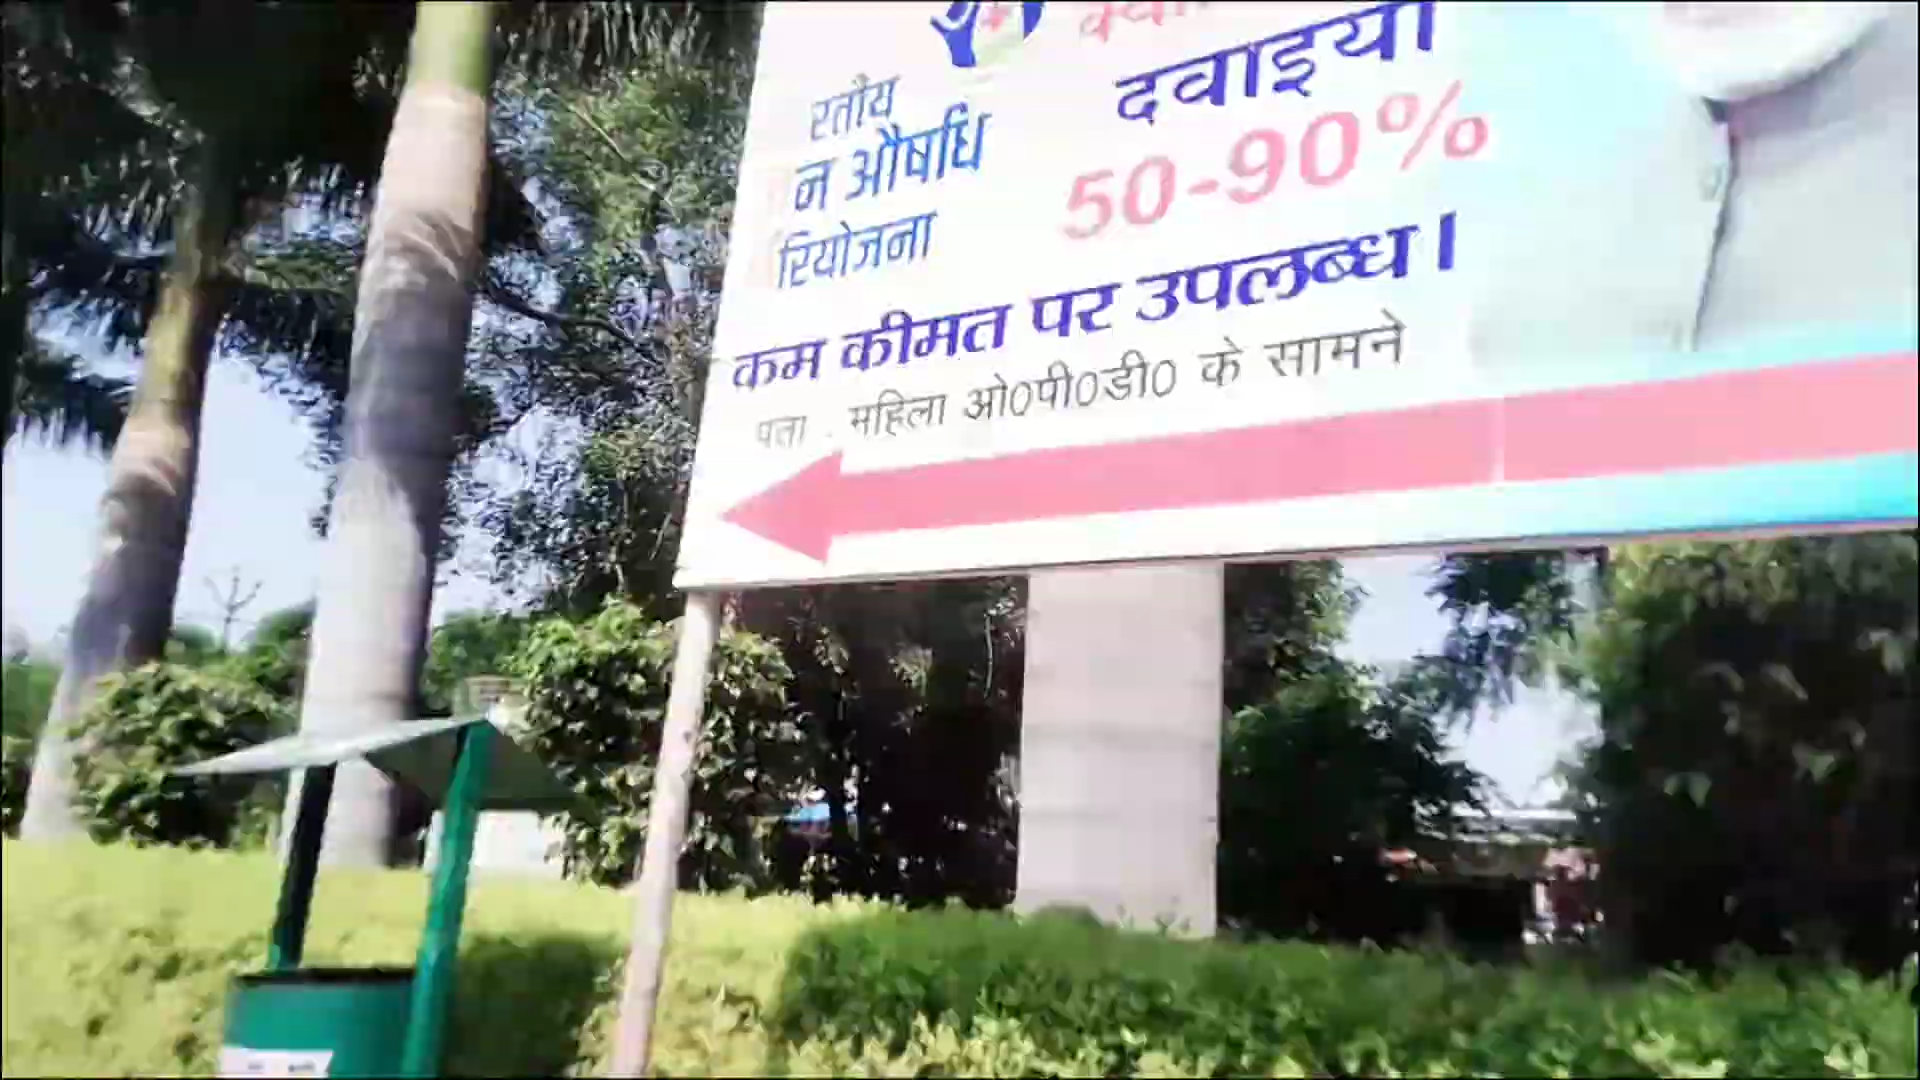 दवाइयां
रतीय
न औषधि
रियोजना
50-90%
कम कीमत पर उपलब्ध।
पता . महिला ओ0पी0डी0 के सामने